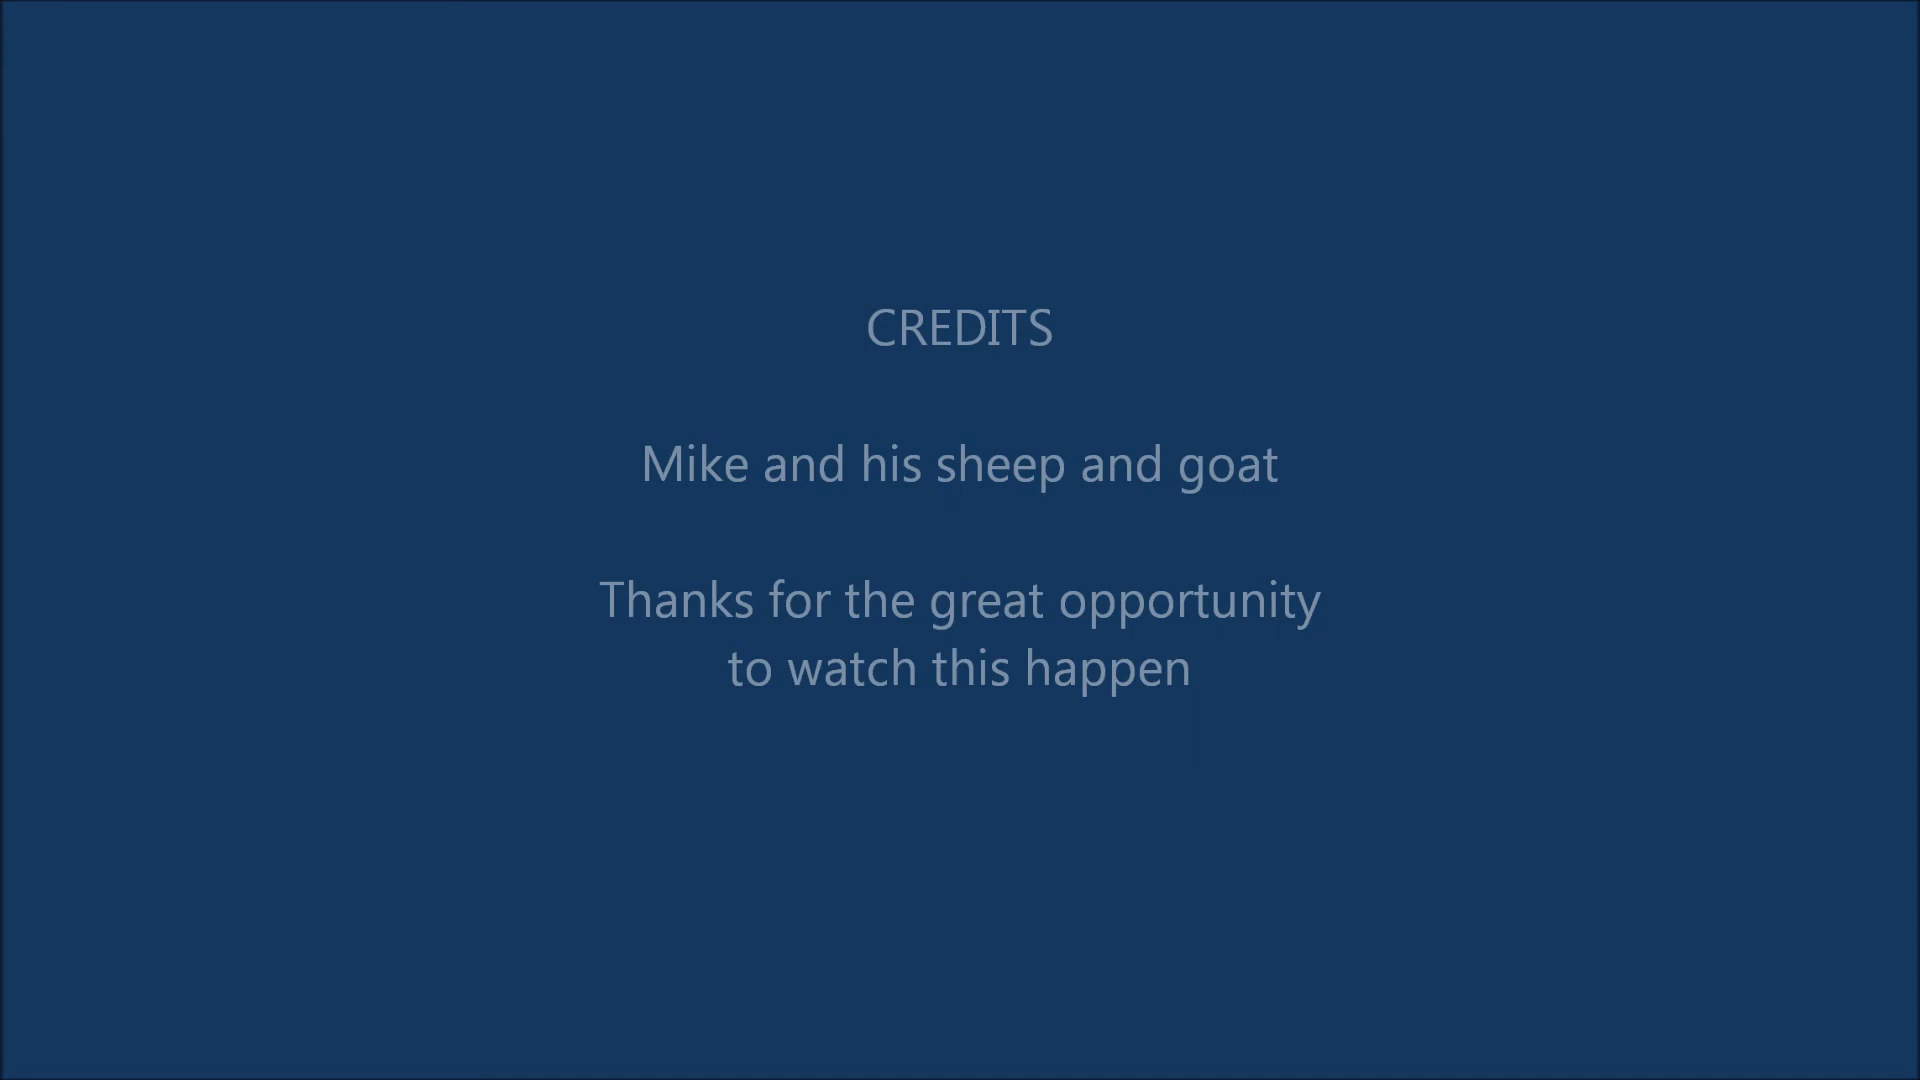 CREDITS
Mike and his sheep and goat
Thanks for the great opportunity
to watch this happen